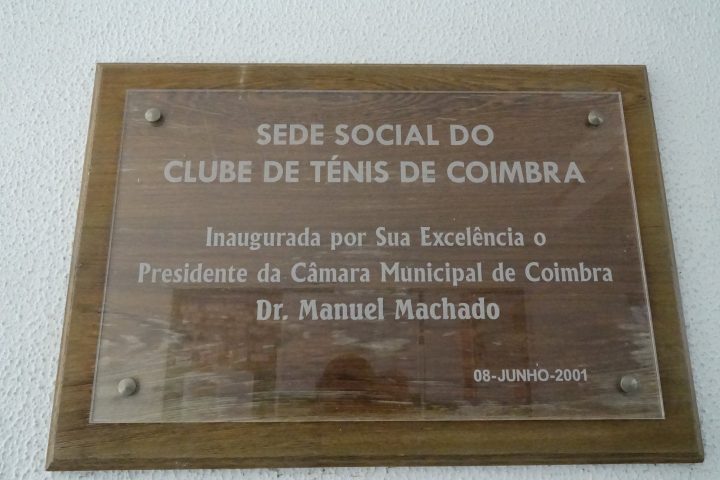 SEDE SOCIAL DO
CLUBE DE TÉNIS DE COIMBRA
Inaugurada por Sua Excelência o
Presidente da Câmara Municipal de Coimbra
Dr. Manuel Machado
08-JUNHO-2001